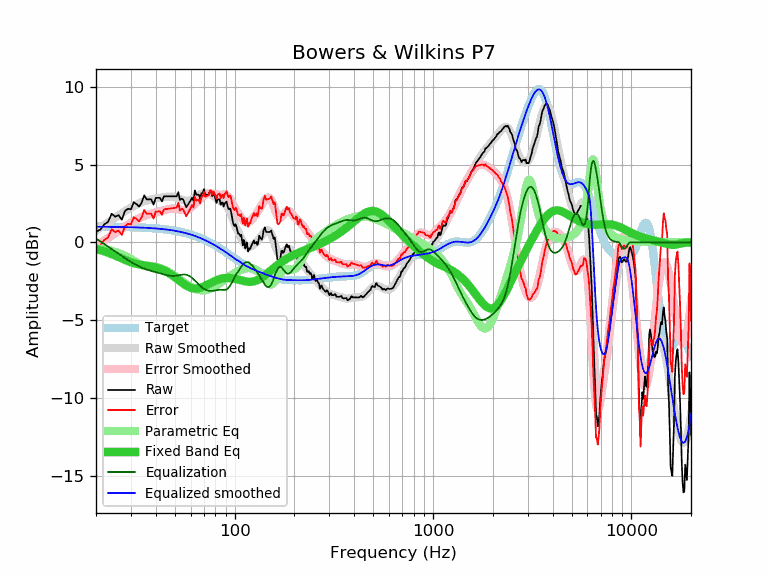 Bowers & Wilkins P7
Amplitude (dBr)
10
5
0
−5
−10
−15
Target
Raw Smoothed
Error Smoothed
Raw
Error
Parametric Eq
Fixed Band Eq
Equalization
Equalized smoothed
100
1000
10000
Frequency (Hz)